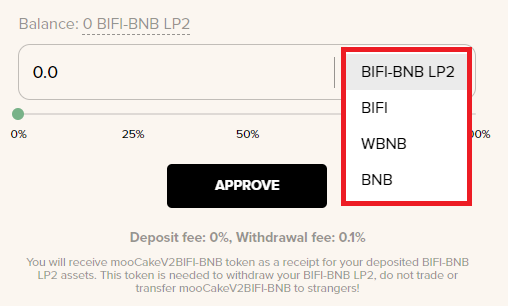 Balance: 0 BIFI-BNB LP2
0.0
BIFI-BNB LP2
BIFI
WBNB
BNB
0%
25%
50%
00%
APPROVE
Deposit fee: 0%, Withdrawal fee: 0.1%
You will receive mooCakeV2BIFI-BNB token as a receipt for your deposited BIFI-BNB
LP2 assets. This token is needed to withdraw your BIFI-BNB LP2, do not trade or
transfer mooCakeV2BIFI-BNB to strangers!